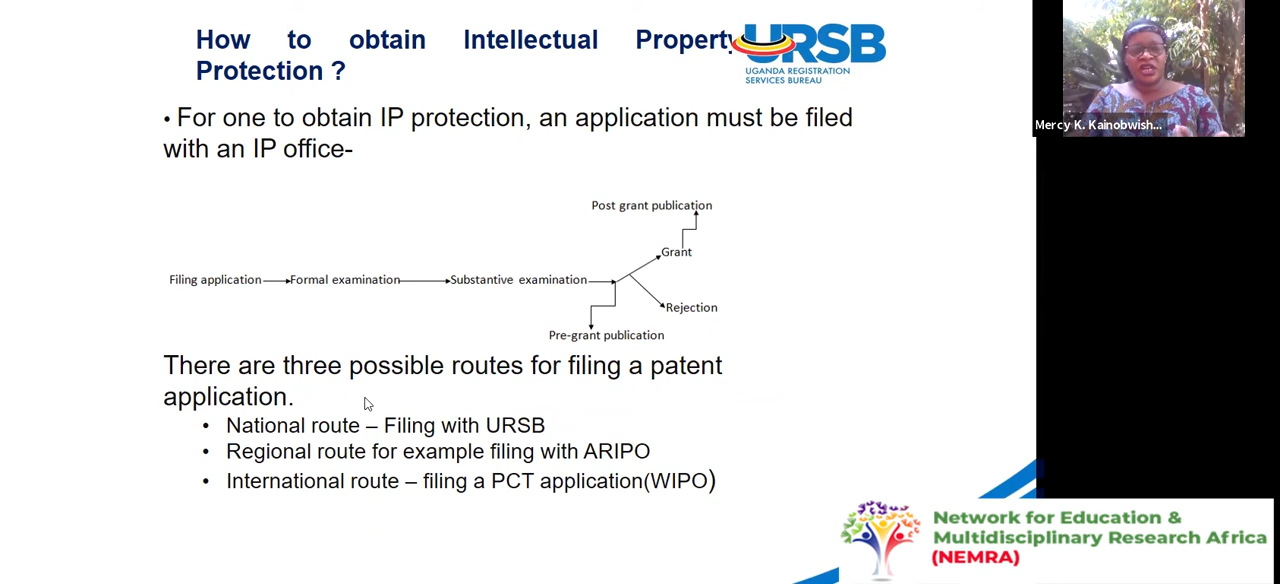 How to obtain Intellectual Property
Protection ?
URSB
UGANDA REGISTRATION
SERVICES BUREAU
Mercy K. Kainobwish...
• For one to obtain IP protection, an application must be filed
with an IP office-
Post grant publication
Grant
Filing application
Formal examination
Substantive examination
Rejection
Pre-grant publication
There are three possible routes for filing a patent
application.
• National route – Filing with URSB
• Regional route for example filing with ARIPO
• International route – filing a PCT application(WIPO)
Network for Education &
Multidisciplinary Research Africa
(NEMRA)